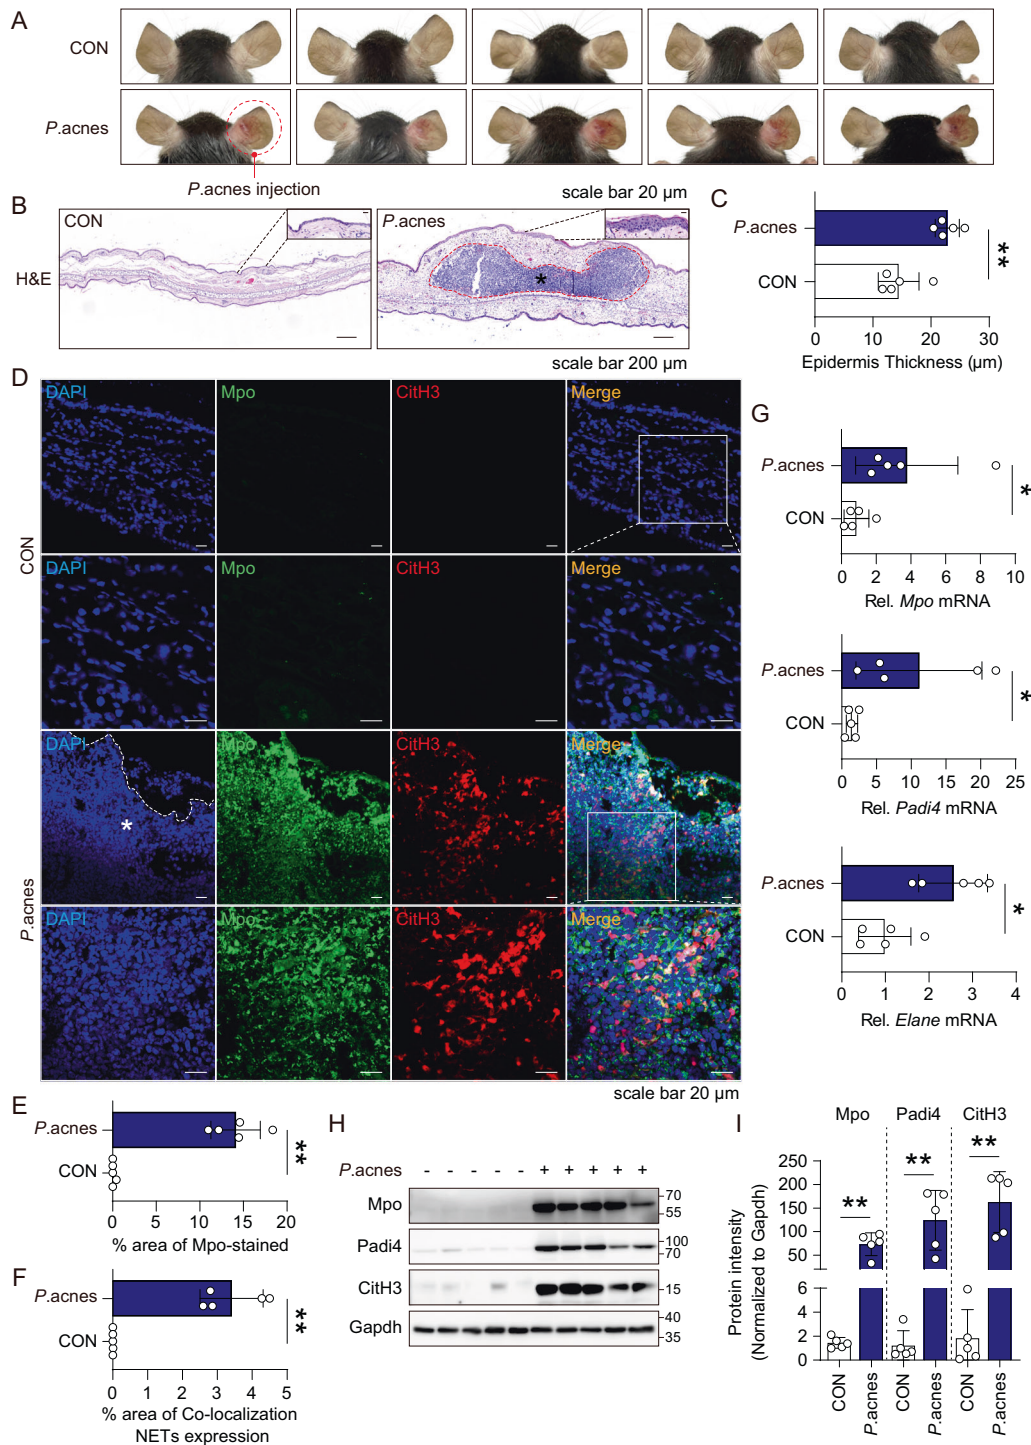 A
CON
P.acnes
P.acnes injection
scale bar 20 µm
B
CON
P.acnes
H&E
*
scale bar 200 µm
C
P.acnes
CON
**
0 10 20 30
Epidermis Thickness (µm)
D
DAPI Mpo CitH3 Merge
CON
DAPI Mpo CitH3 Merge
DAPI Mpo CitH3 Merge
*
P.acnes
DAPI Mpo CitH3 Merge
scale bar 20 µm
E
P.acnes
CON
**
0 5 10 15 20
% area of Mpo-stained
F
P.acnes
CON
**
0 1 2 3 4 5
% area of Co-localization
NETs expression
G
P.acnes
CON
*
0 2 4 6 8 10
Rel. Mpo mRNA
P.acnes
CON
*
0 5 10 15 20 25
Rel. Padi4 mRNA
P.acnes
CON
*
0 1 2 3 4
Rel. Elane mRNA
H
P.acnes - - - - - + + + + +
Mpo 70
55
Padi4 100
70
CitH3 15
Gapdh 40
35
I
Mpo Padi4 CitH3
** ** **
250
200
150
100
50
6
4
2
0
Protein intensity
(Normalized to Gapdh)
CON P.acnes CON P.acnes CON P.acnes